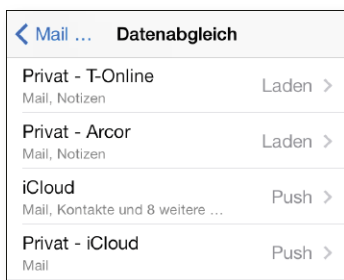 Mail ... Datenabgleich
Privat - T-Online
Laden
Mail, Notizen
Privat - Arcor
Laden
Mail, Notizen
iCloud
Push
Mail, Kontakte und 8 weitere ...
Privat - iCloud
Push
Mail